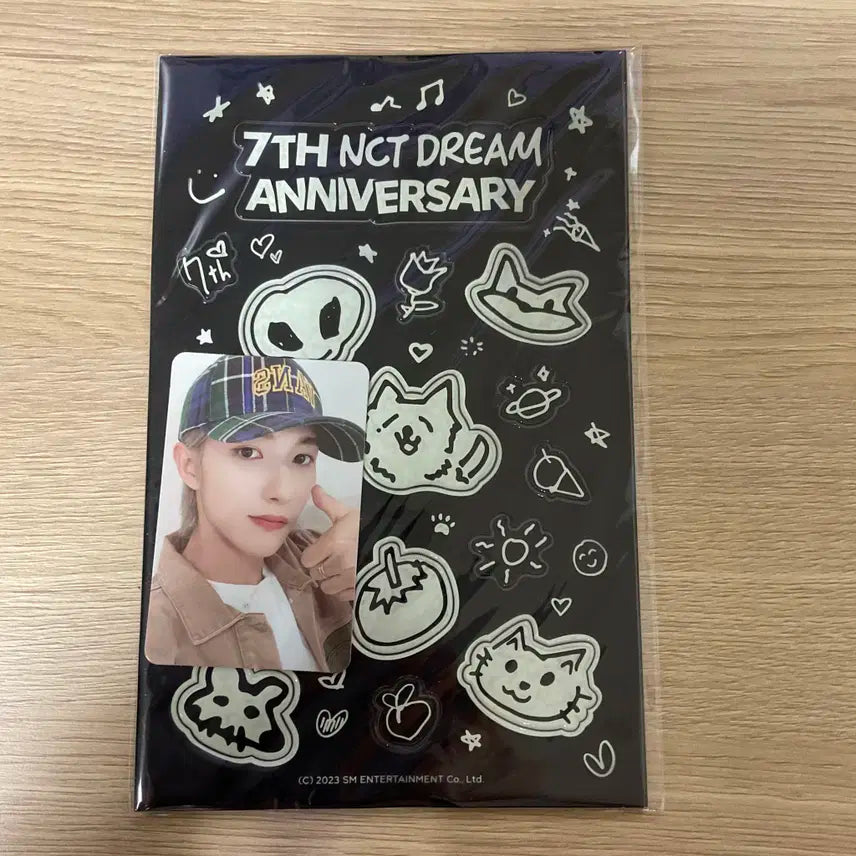 7TH NCT DREAM
ANNIVERSARY
7th
(C) 2023 SM ENTERTAINMENT Co., Ltd.